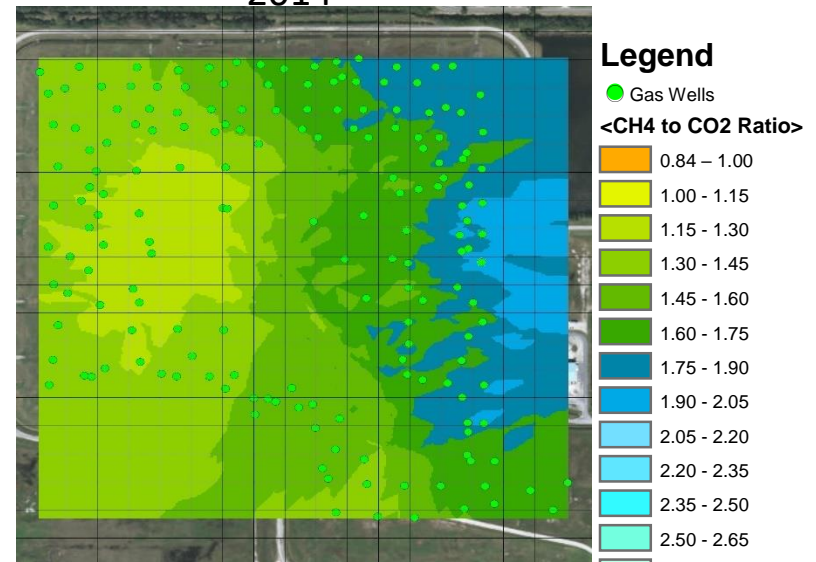 Legend
Gas Wells
<CH4 to CO2 Ratio>
0.84 – 1.00
1.00 - 1.15
1.15 - 1.30
1.30 - 1.45
1.45 - 1.60
1.60 - 1.75
1.75 - 1.90
1.90 - 2.05
2.05 - 2.20
2.20 - 2.35
2.35 - 2.50
2.50 - 2.65